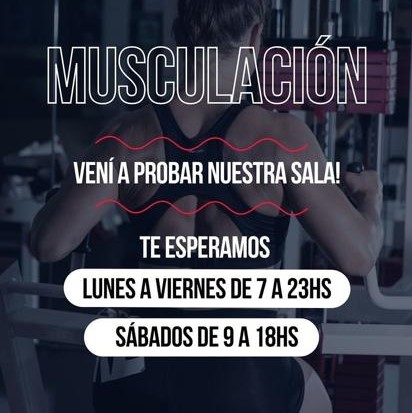 MUSCULACIÓN
VENÍ A PROBAR NUESTRA SALA!
TE ESPERAMOS
LUNES A VIERNES DE 7 A 23HS
SÁBADOS DE 9 A 18HS